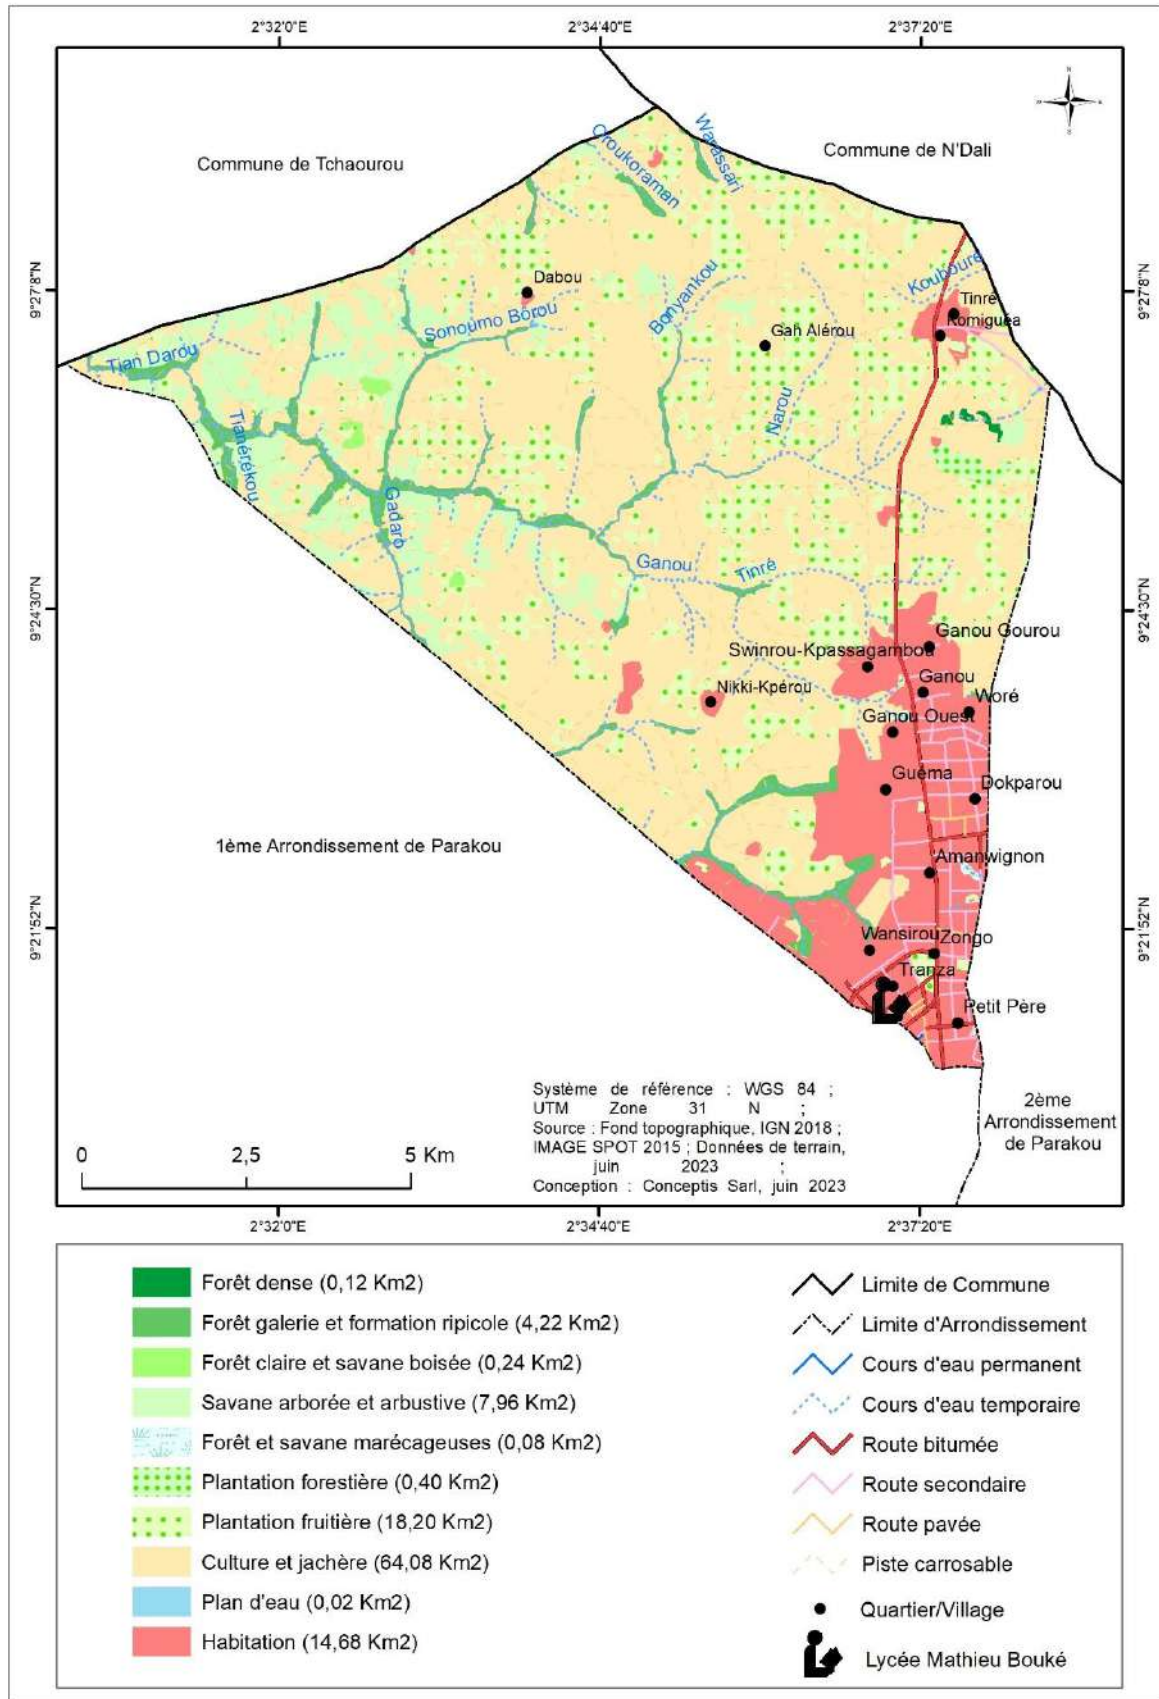 2°32'0"E 2°34'40"E 2°37'20"E
Commune de Tchaourou
Commune de N'Dali
Oroukoraman
Warassari
9°27'8"N
9°27'8"N
Kouboure
Dabou
Tinré
Komiguéa
Sonoumo Borou
Bonyankou
Gah Alérou
Tian Darou
Narou
Tianérékou
Gadaro
Ganou
Tinré
9°24'30"N
9°24'30"N
Ganou Gourou
Swinrou-Kpassagambou
Ganou
Nikki-Kpérou
Woré
Ganou Ouest
Guéma
Dokparou
1ème Arrondissement de Parakou
Amanwignon
9°21'52"N
9°21'52"N
Wansirou
Zongo
Tranza
Petit Père
Système de référence : WGS 84 ;
UTM Zone 31 N ;
Source : Fond topographique, IGN 2018 ;
IMAGE SPOT 2015 ; Données de terrain,
juin 2023 ;
Conception : Conceptis Sarl, juin 2023
2ème
Arrondissement
de Parakou
0 2,5 5 Km
2°32'0"E 2°34'40"E 2°37'20"E
Forêt dense (0,12 Km2)
Forêt galerie et formation ripicole (4,22 Km2)
Forêt claire et savane boisée (0,24 Km2)
Savane arborée et arbustive (7,96 Km2)
Forêt et savane marécageuses (0,08 Km2)
Plantation forestière (0,40 Km2)
Plantation fruitière (18,20 Km2)
Culture et jachère (64,08 Km2)
Plan d'eau (0,02 Km2)
Habitation (14,68 Km2)
Limite de Commune
Limite d'Arrondissement
Cours d'eau permanent
Cours d'eau temporaire
Route bitumée
Route secondaire
Route pavée
Piste carrosable
Quartier/Village
Lycée Mathieu Bouké